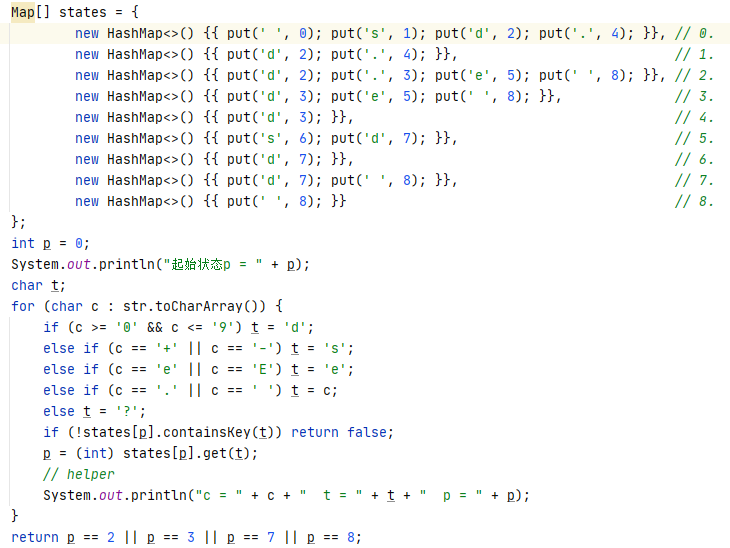 Map[] states = {
        new HashMap<>() {{ put(' ', 0); put('s', 1); put('d', 2); put('.', 4); }}, // 0.
        new HashMap<>() {{ put('d', 2); put('.', 4); }},                           // 1.
        new HashMap<>() {{ put('d', 2); put('.', 3); put('e', 5); put(' ', 8); }}, // 2.
        new HashMap<>() {{ put('d', 3); put('e', 5); put(' ', 8); }},              // 3.
        new HashMap<>() {{ put('d', 3); }},                                        // 4.
        new HashMap<>() {{ put('s', 6); put('d', 7); }},                           // 5.
        new HashMap<>() {{ put('d', 7); }},                                        // 6.
        new HashMap<>() {{ put('d', 7); put(' ', 8); }},                           // 7.
        new HashMap<>() {{ put(' ', 8); }}                                         // 8.
};
int p = 0;
System.out.println("起始状态p = " + p);
char t;
for (char c : str.toCharArray()) {
    if (c >= '0' && c <= '9') t = 'd';
    else if (c == '+' || c == '-') t = 's';
    else if (c == 'e' || c == 'E') t = 'e';
    else if (c == '.' || c == ' ') t = c;
    else t = '?';
    if (!states[p].containsKey(t)) return false;
    p = (int) states[p].get(t);
    // helper
    System.out.println("c = " + c + "  t = " + t + "  p = " + p);
}
return p == 2 || p == 3 || p == 7 || p == 8;